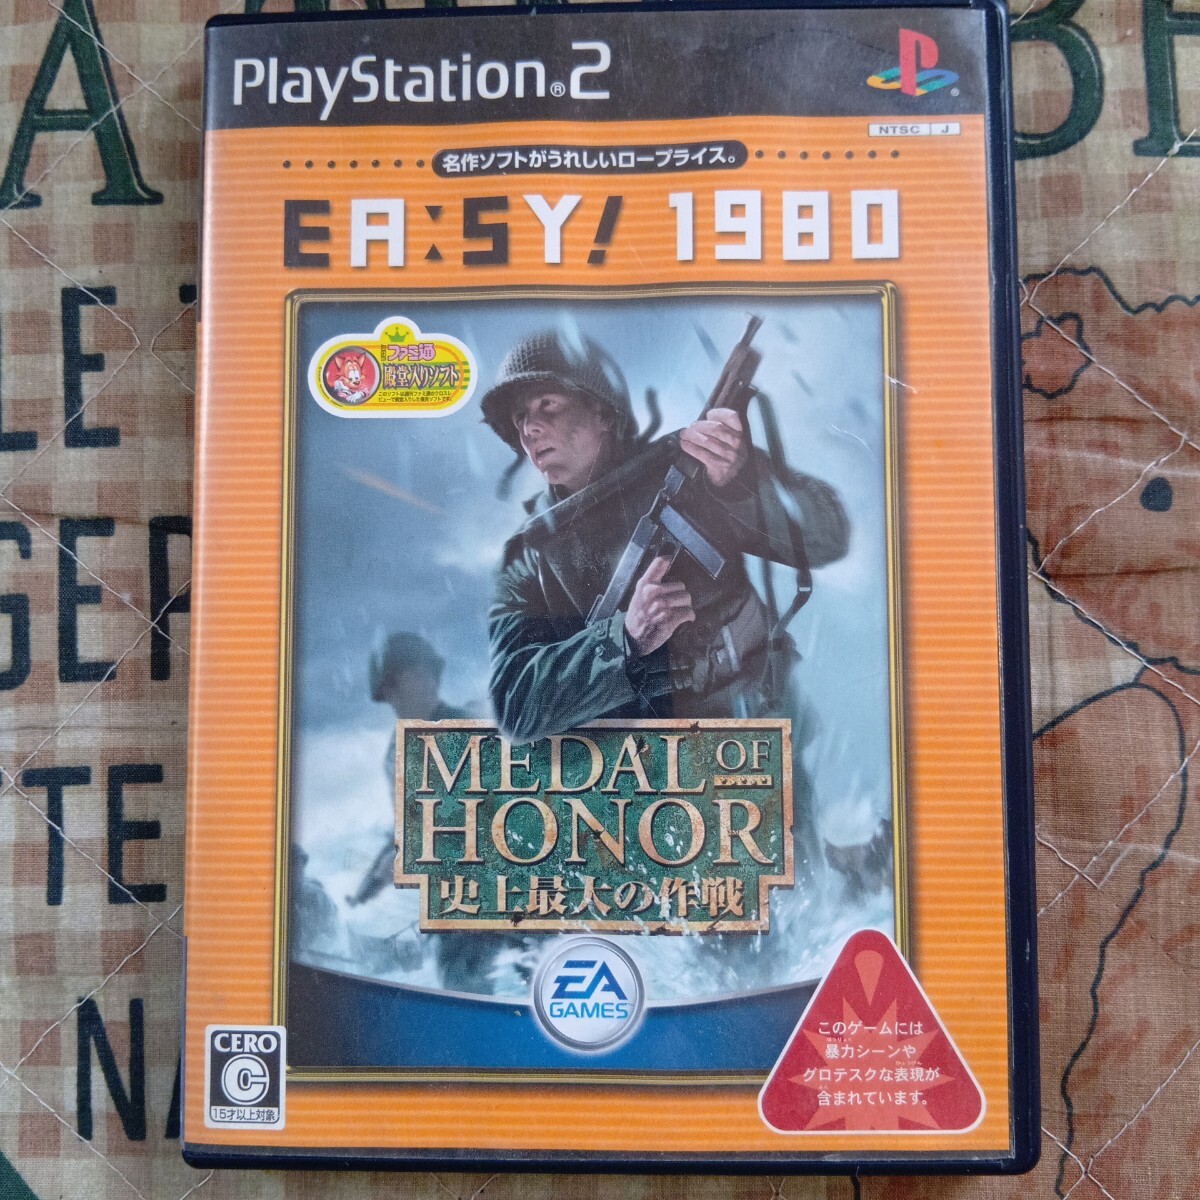 PlayStation®2
NTSC J
名作ソフトがうれしいロープライス。
EA:SY! 1980
ファミ通
殿堂入りソフト
MEDAL OF
HONOR
史上最大の作戦
EA
GAMES
CERO
C
15才以上対象
このゲームには
暴力シーンや
グロテスクな表現が
含まれています。